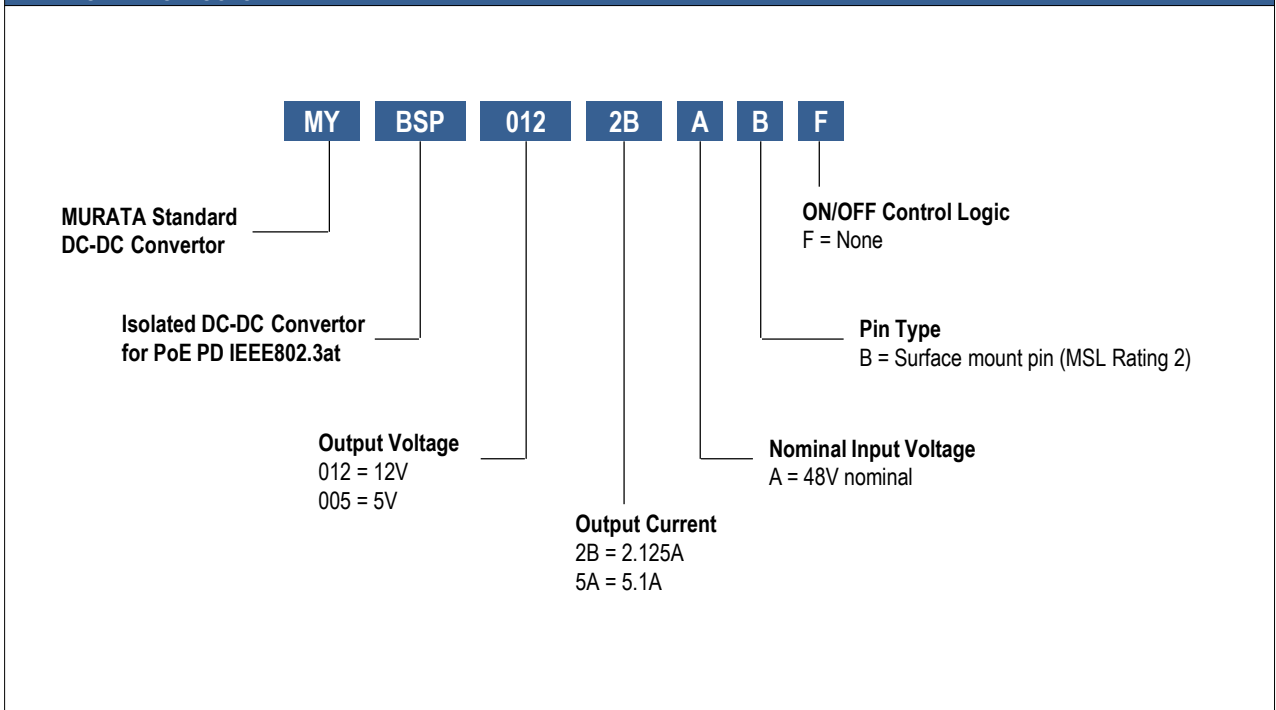 MY BSP 012 2B A B F
MURATA Standard
DC-DC Convertor
ON/OFF Control Logic
F = None
Isolated DC-DC Convertor
for PoE PD IEEE802.3at
Pin Type
B = Surface mount pin (MSL Rating 2)
Output Voltage
012 = 12V
005 = 5V
Nominal Input Voltage
A = 48V nominal
Output Current
2B = 2.125A
5A = 5.1A